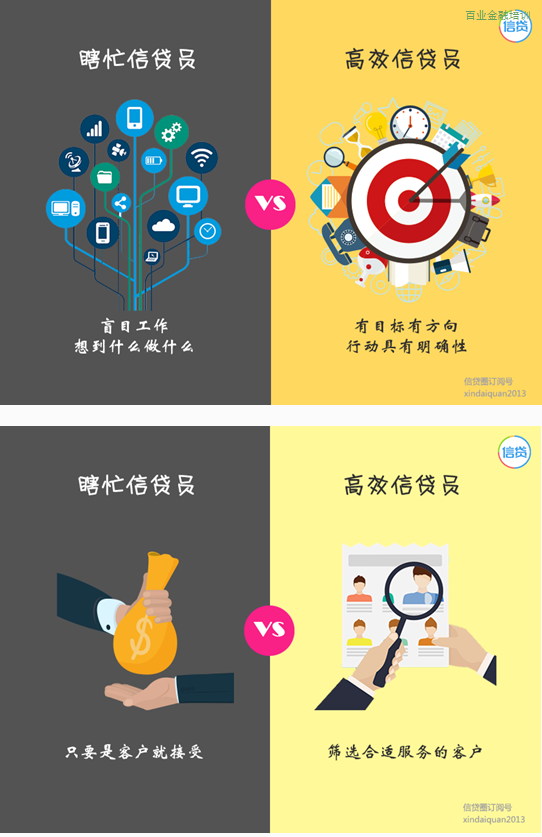 百业金融培训
信贷
瞎忙信贷员
高效信贷员
VS
盲目工作
想到什么做什么
有目标有方向
行动具有明确性
信贷圈订阅号
xindaiquan2013
信贷
瞎忙信贷员
高效信贷员
VS
$
只要是客户就接受
筛选合适服务的客户
信贷圈订阅号
xindaiquan2013